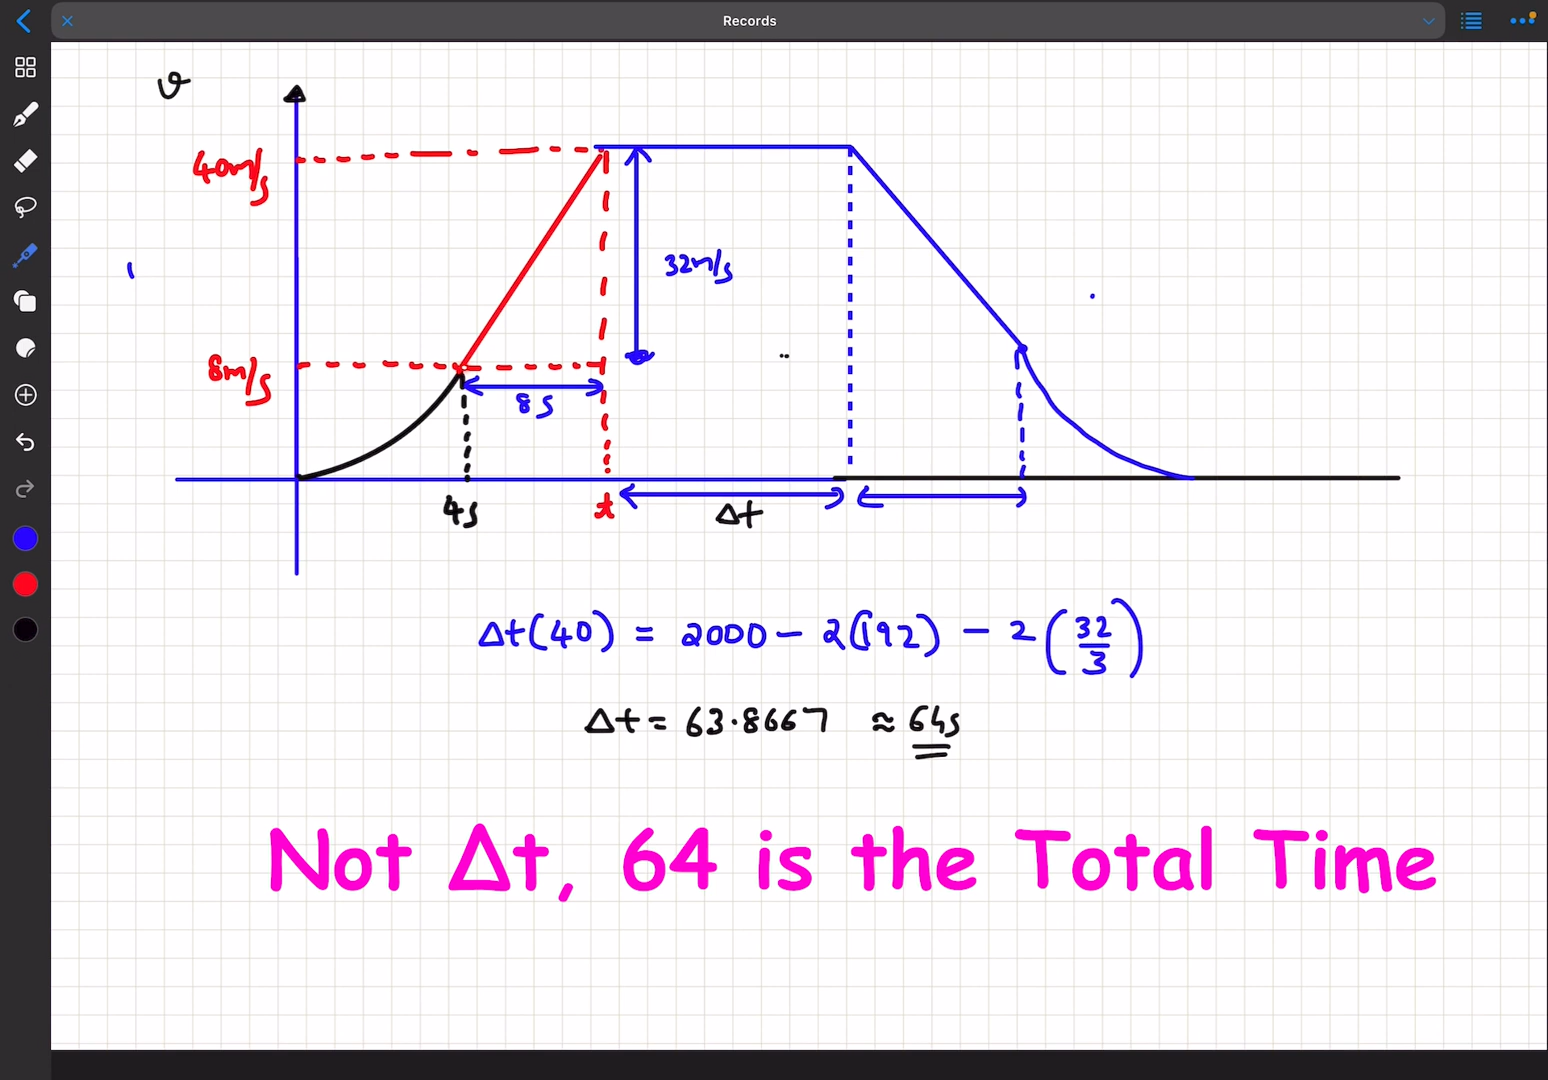 Records
v
40m/s
32m/s
8m/s
8s
4s
t
Δt
Δt(40) = 2000 - 2(192) - 2(32/3)
Δt = 63.8667 ≈ 64s
Not Δt, 64 is the Total Time